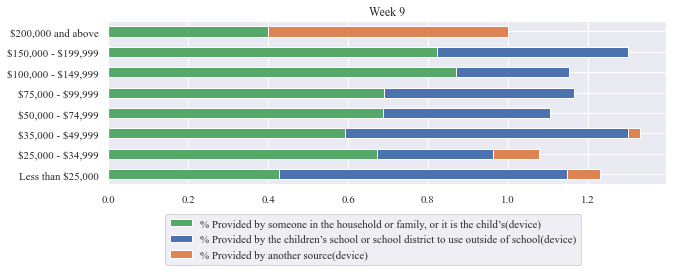 Week 9
$200,000 and above
$150,000 - $199,999
$100,000 - $149,999
$75,000 - $99,999
$50,000 - $74,999
$35,000 - $49,999
$25,000 - $34,999
Less than $25,000
0.0 0.2 0.4 0.6 0.8 1.0 1.2
% Provided by someone in the household or family, or it is the child’s(device)
% Provided by the children’s school or school district to use outside of school(device)
% Provided by another source(device)